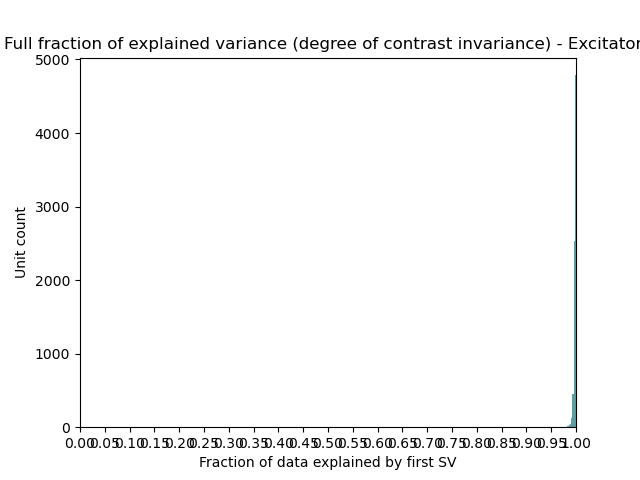 Full fraction of explained variance (degree of contrast invariance) - Excitator
5000
4000
3000
2000
1000
0
Unit count
0.00 0.05 0.10 0.15 0.20 0.25 0.30 0.35 0.40 0.45 0.50 0.55 0.60 0.65 0.70 0.75 0.80 0.85 0.90 0.95 1.00
Fraction of data explained by first SV